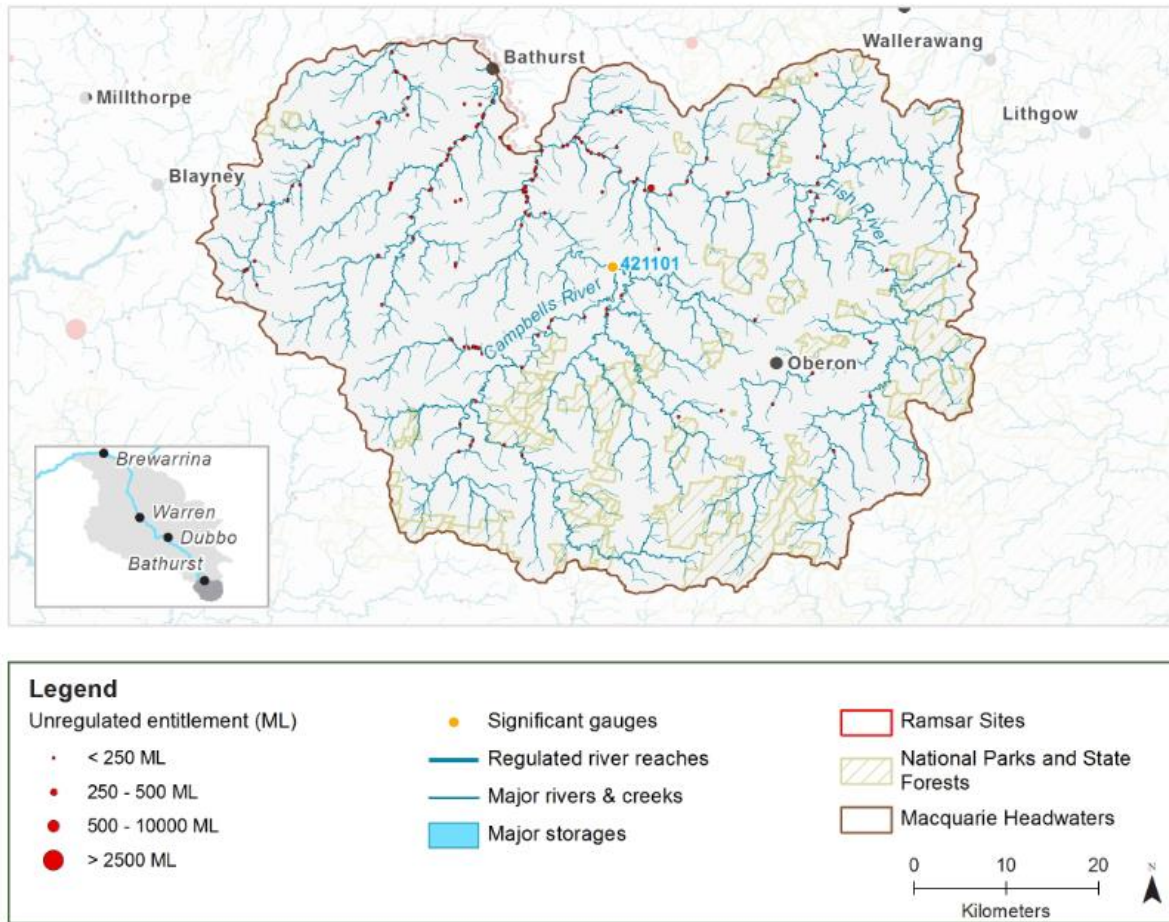 Bathurst
Wallerawang
Millthorpe
Lithgow
Blayney
Fish River
421101
Campbells River
Oberon
Brewarrina
Warren
Dubbo
Bathurst
Legend
Unregulated entitlement (ML)
< 250 ML
250 - 500 ML
500 - 10000 ML
> 2500 ML
Significant gauges
Regulated river reaches
Major rivers & creeks
Major storages
Ramsar Sites
National Parks and State
Forests
Macquarie Headwaters
0 10 20
Kilometers
N